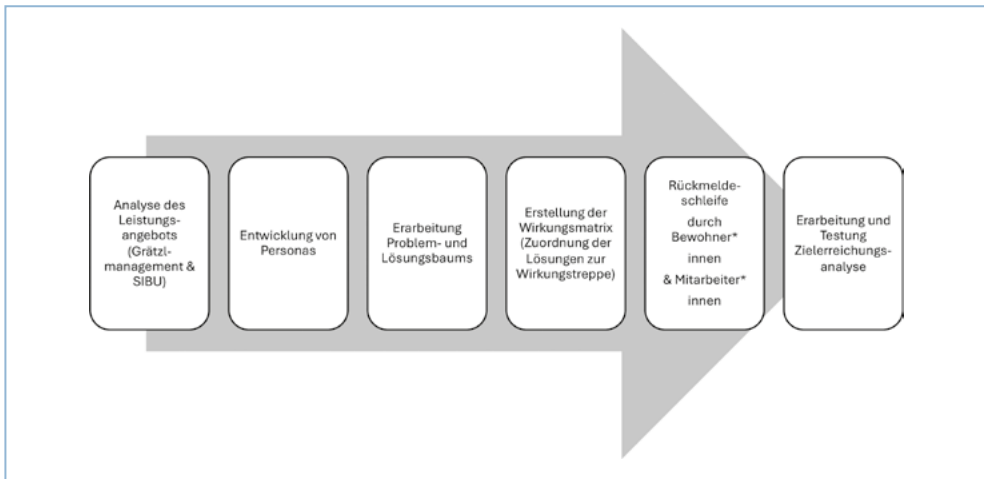 Analyse des
Leistungs-
angebots
(Grätzl-
management &
SIBU)
Entwicklung von
Personas
Erarbeitung
Problem- und
Lösungsbaums
Erstellung der
Wirkungsmatrix
(Zuordnung der
Lösungen zur
Wirkungstreppe)
Rückmelde-
schleife
durch
Bewohner*
innen
& Mitarbeiter*
innen
Erarbeitung und
Testung
Zielerreichungs-
analyse